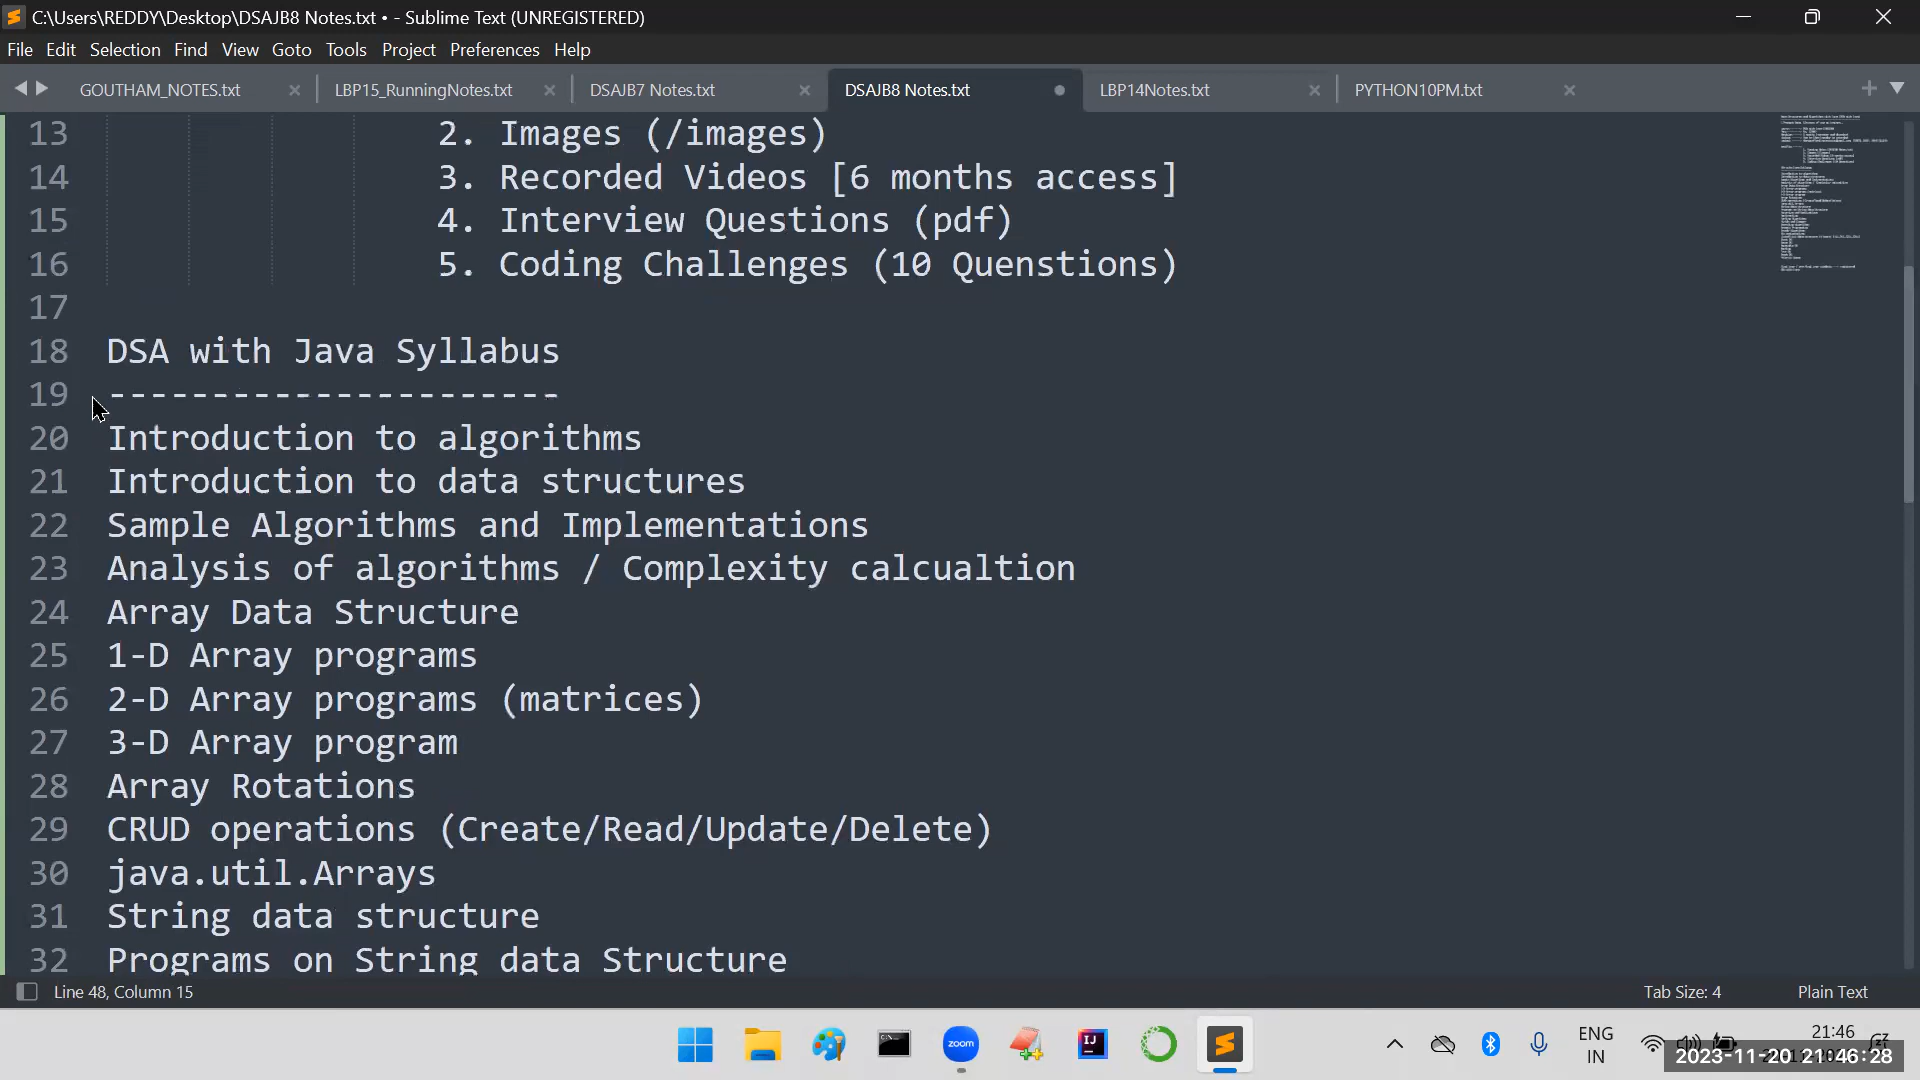 C:\Users\REDDY\Desktop\DSAJB8 Notes.txt • - Sublime Text (UNREGISTERED)
File Edit Selection Find View Goto Tools Project Preferences Help
GOUTHAM_NOTES.txt LBP15_RunningNotes.txt DSAJB7 Notes.txt DSAJB8 Notes.txt LBP14Notes.txt PYTHON10PM.txt
13 2. Images (/images)
14 3. Recorded Videos [6 months access]
15 4. Interview Questions (pdf)
16 5. Coding Challenges (10 Quenstions)
17
18 DSA with Java Syllabus
19 ----------------------
20 Introduction to algorithms
21 Introduction to data structures
22 Sample Algorithms and Implementations
23 Analysis of algorithms / Complexity calcualtion
24 Array Data Structure
25 1-D Array programs
26 2-D Array programs (matrices)
27 3-D Array program
28 Array Rotations
29 CRUD operations (Create/Read/Update/Delete)
30 java.util.Arrays
31 String data structure
32 Programs on String data Structure
Line 48, Column 15 Tab Size: 4 Plain Text
zoom
IJ
ENG
IN
21:46
2023-11-20 21:46:28